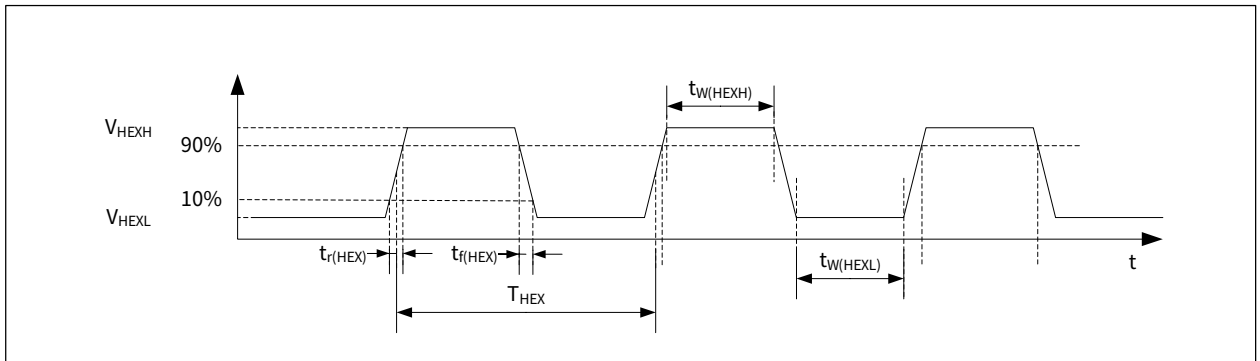 tW(HEXH)
VHEXH
90%
10%
VHEXL
tr(HEX)
tf(HEX)
tW(HEXL)
t
THEX